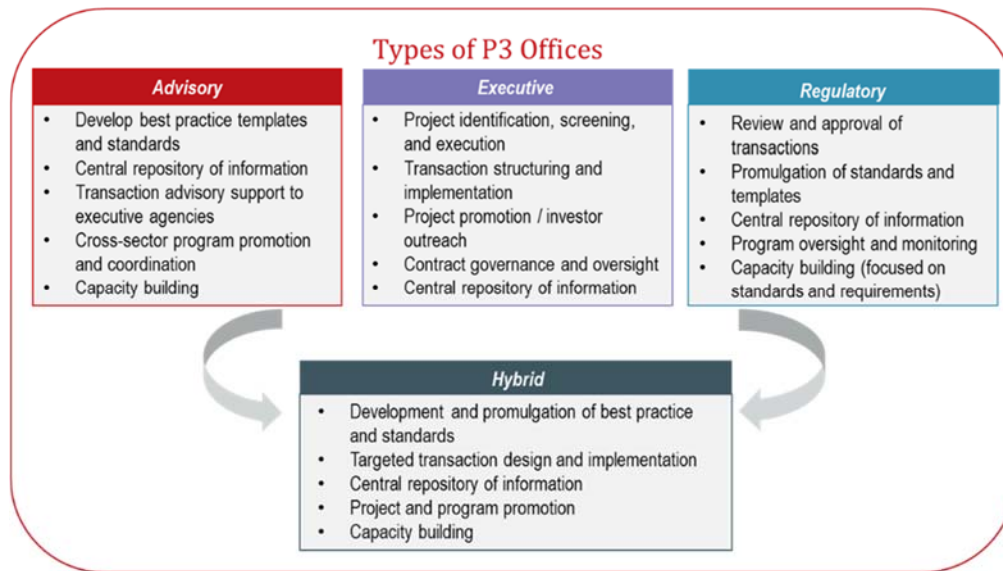 Types of P3 Offices
Advisory
• Develop best practice templates
and standards
• Central repository of information
• Transaction advisory support to
executive agencies
• Cross-sector program promotion
and coordination
• Capacity building
Executive
• Project identification, screening,
and execution
• Transaction structuring and
implementation
• Project promotion / investor
outreach
• Contract governance and oversight
• Central repository of information
Regulatory
• Review and approval of
transactions
• Promulgation of standards and
templates
• Central repository of information
• Program oversight and monitoring
• Capacity building (focused on
standards and requirements)
Hybrid
• Development and promulgation of best practice
and standards
• Targeted transaction design and implementation
• Central repository of information
• Project and program promotion
• Capacity building